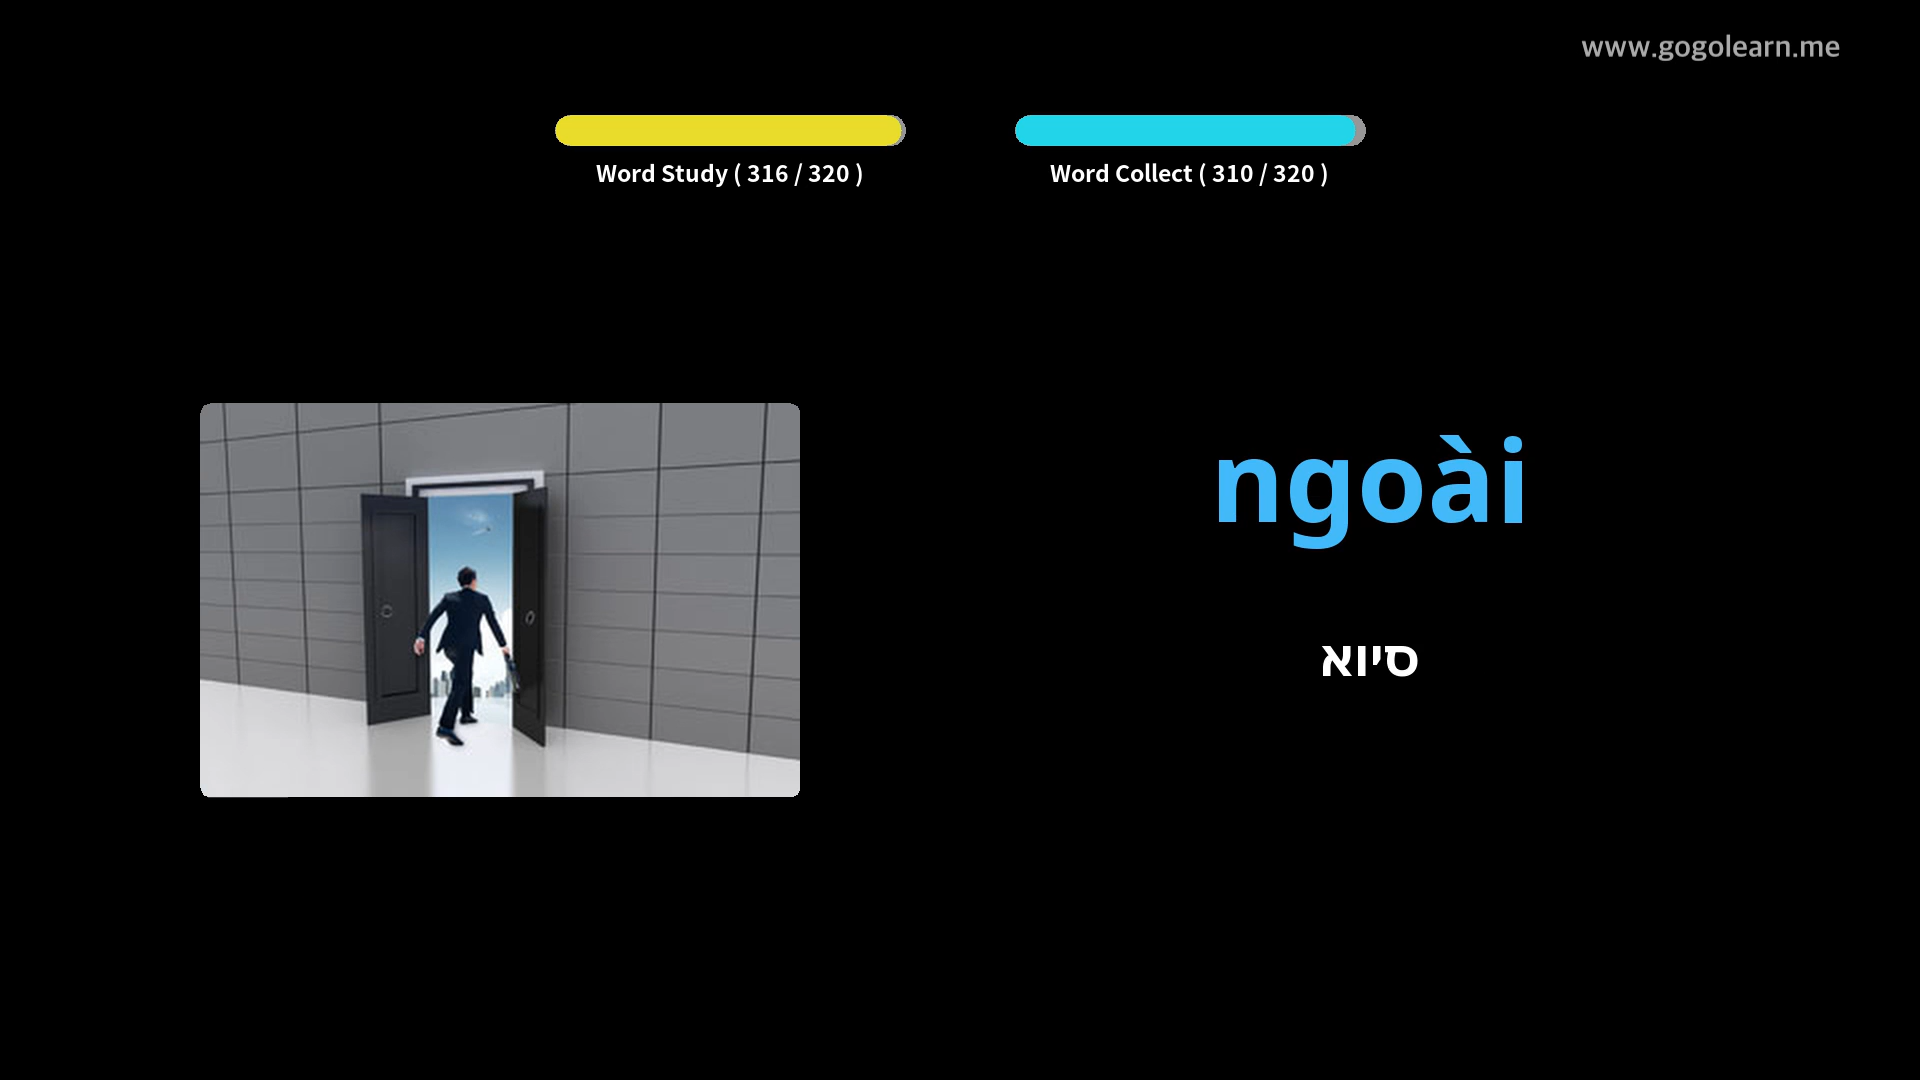 www.gogolearn.me
Word Study ( 316 / 320 )
Word Collect ( 310 / 320 )
ngoài
סיוא